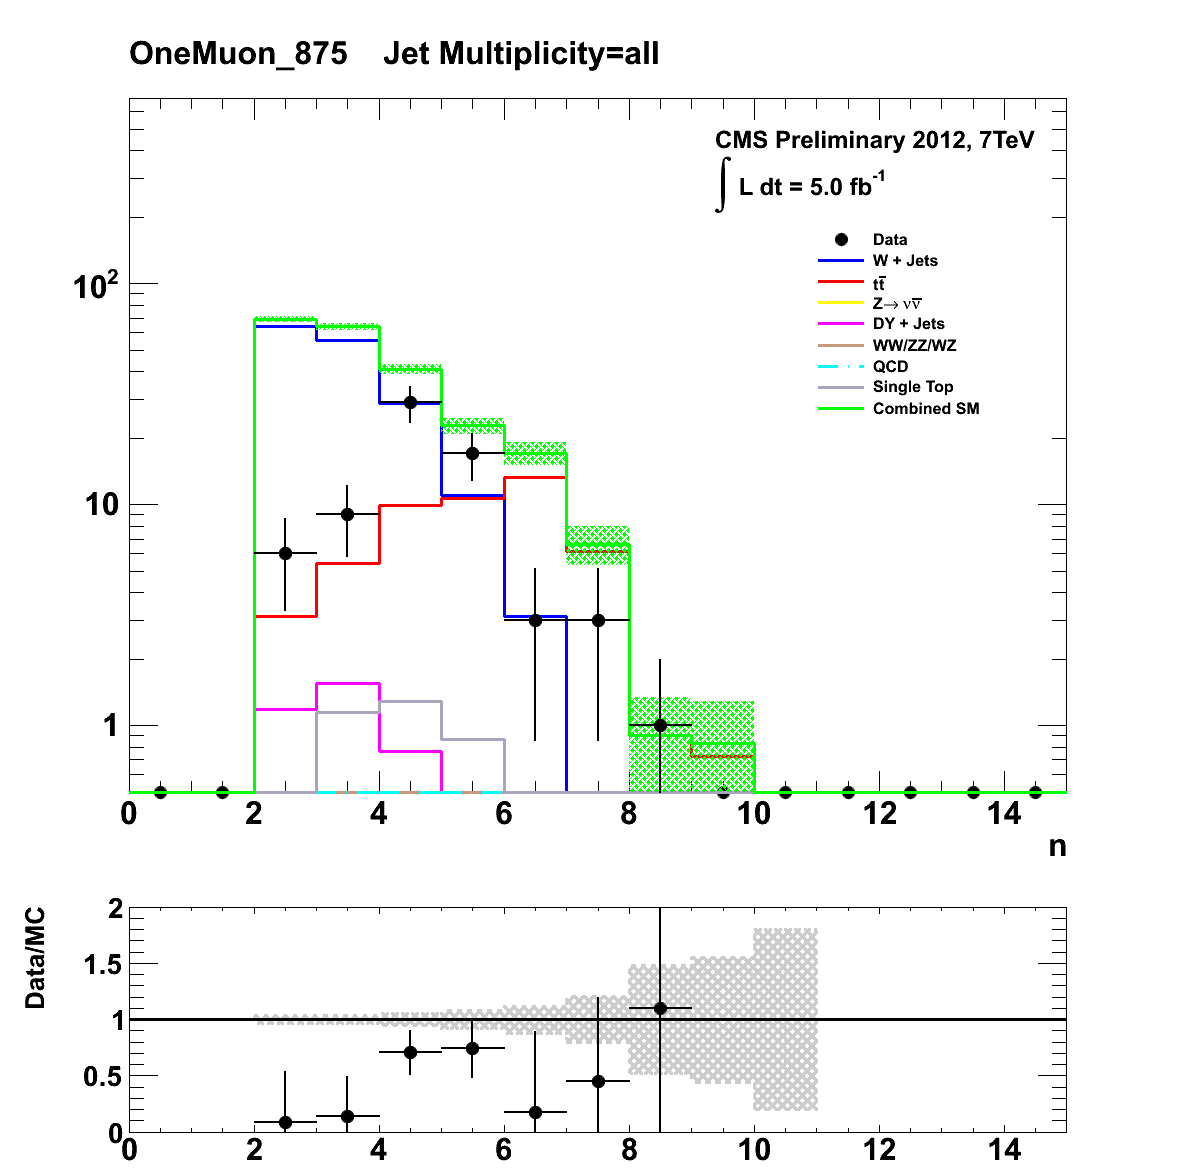 OneMuon_875    Jet Multiplicity=all
CMS Preliminary 2012, 7TeV
∫ L dt = 5.0 fb⁻¹
Data
W + Jets
tt̅
Z→ νν̅
DY + Jets
WW/ZZ/WZ
QCD
Single Top
Combined SM
10²
10
1
0 2 4 6 8 10 12 14
n
Data/MC
2
1.5
1
0.5
0
0 2 4 6 8 10 12 14